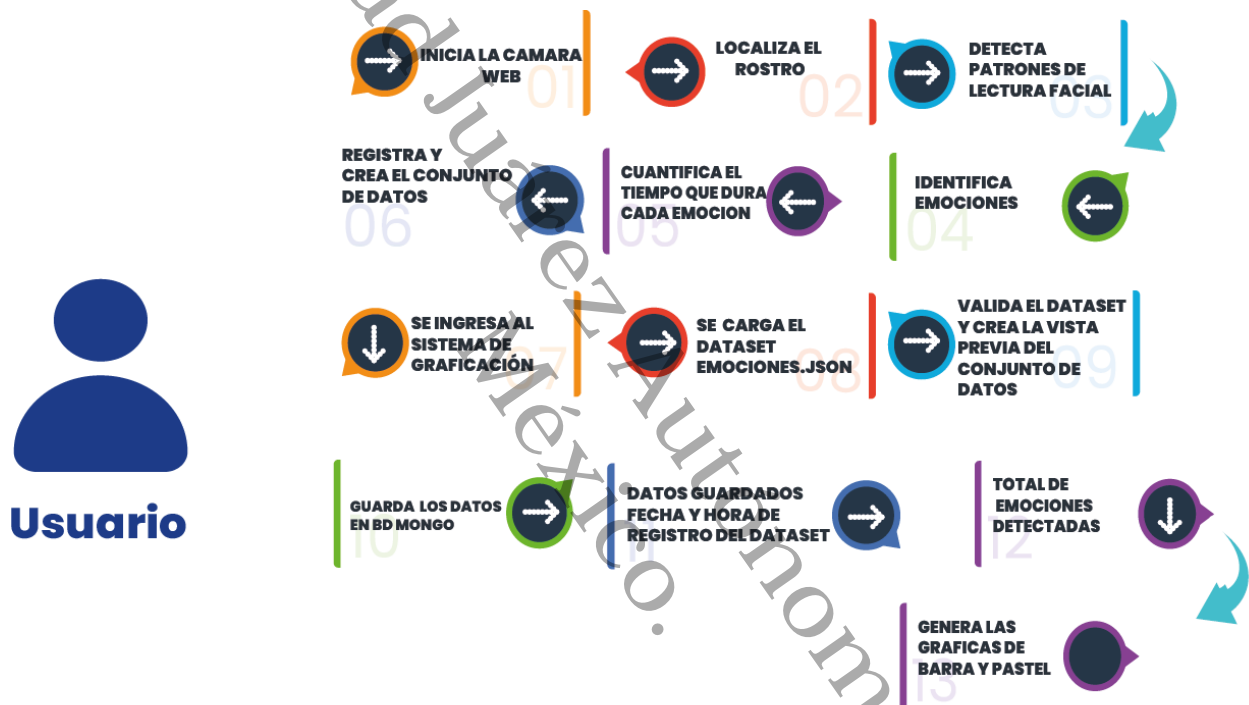 INICIA LA CAMARA
WEB
01
LOCALIZA EL
ROSTRO
02
DETECTA
PATRONES DE
LECTURA FACIAL
03
REGISTRA Y
CREA EL CONJUNTO
DE DATOS
06
CUANTIFICA EL
TIEMPO QUE DURA
CADA EMOCION
05
IDENTIFICA
EMOCIONES
04
SE INGRESA AL
SISTEMA DE
GRAFICACIÓN
07
SE CARGA EL
DATASET
EMOCIONES.JSON
08
VALIDA EL DATASET
Y CREA LA VISTA
PREVIA DEL
CONJUNTO DE
DATOS
09
Usuario
GUARDA LOS DATOS
EN BD MONGO
10
DATOS GUARDADOS
FECHA Y HORA DE
REGISTRO DEL DATASET
11
TOTAL DE
EMOCIONES
DETECTADAS
12
GENERA LAS
GRAFICAS DE
BARRA Y PASTEL
13
Juárez
México.